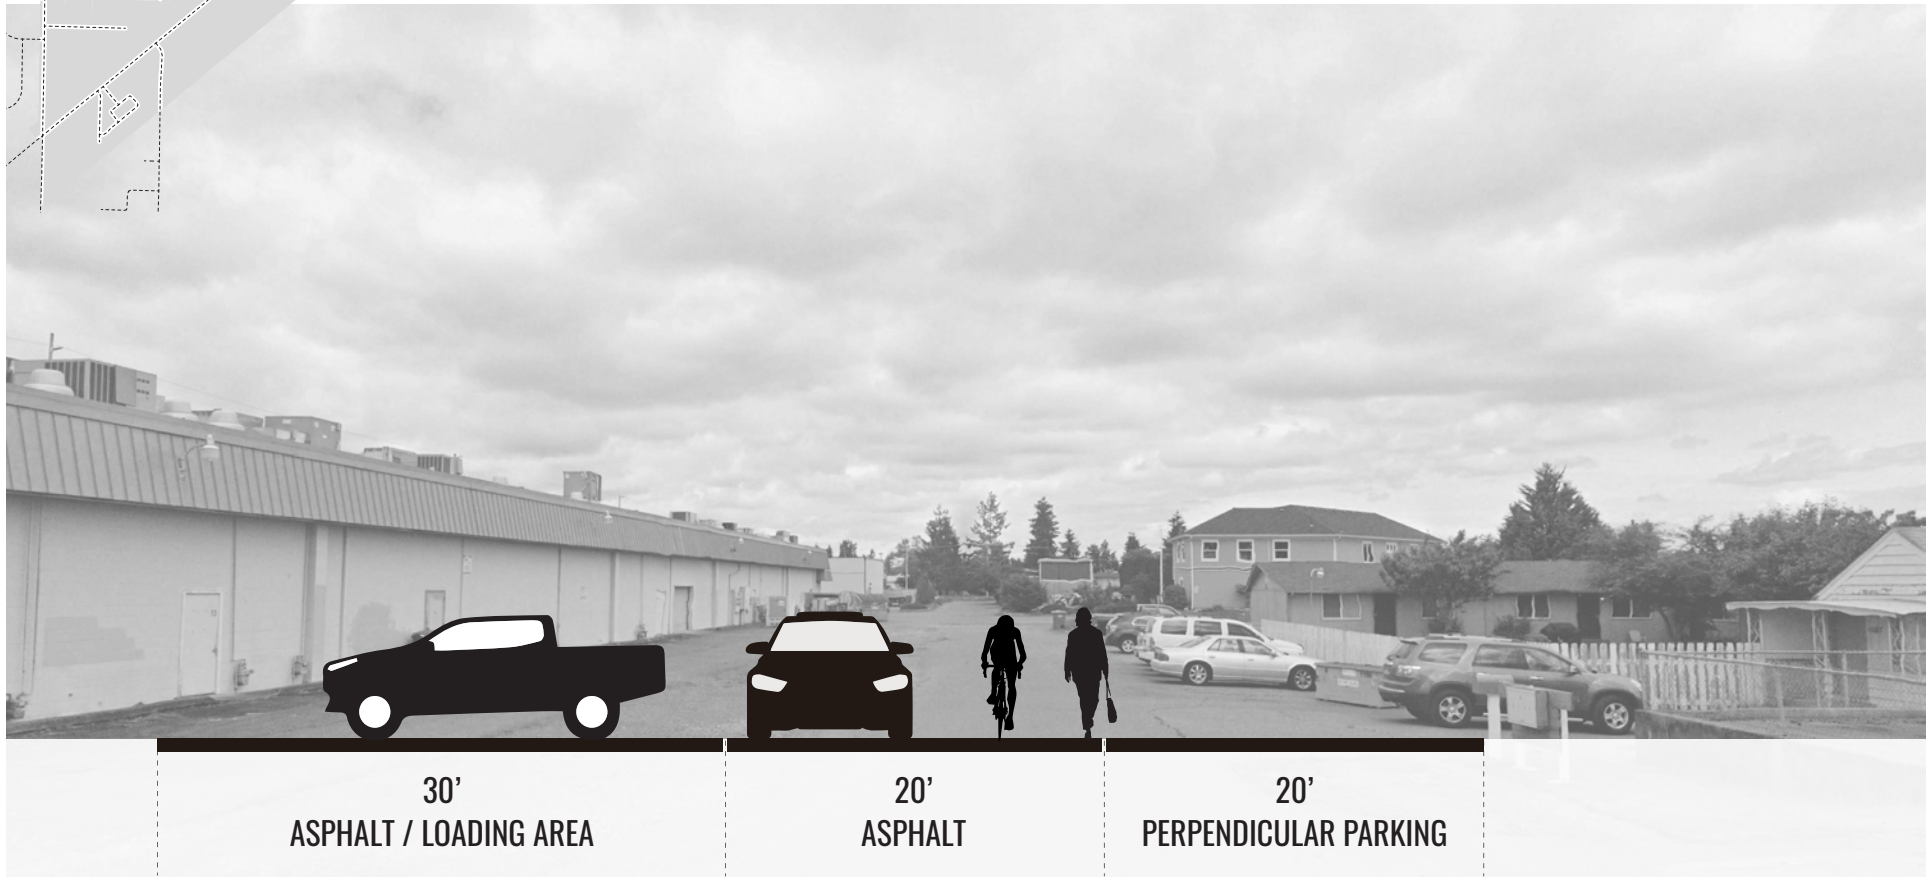 30’
ASPHALT / LOADING AREA
20’
ASPHALT
20’
PERPENDICULAR PARKING